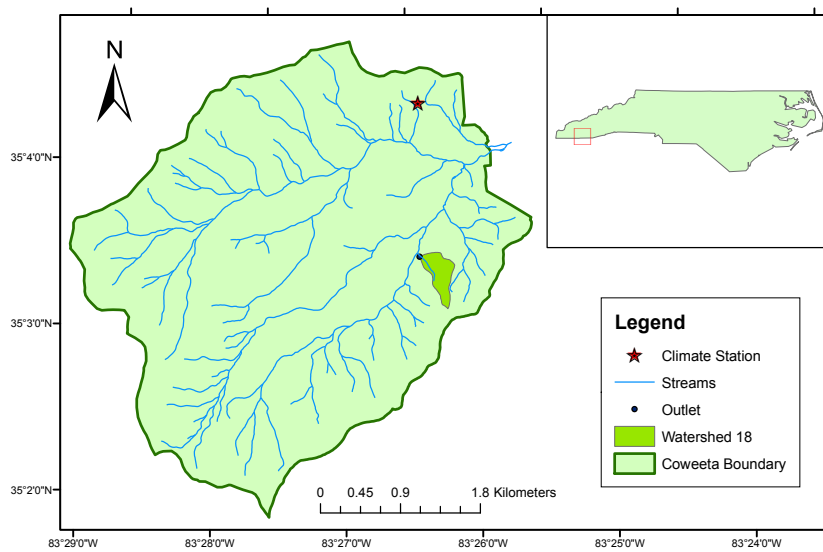 N
35°4'0"N
35°3'0"N
35°2'0"N
Legend
Climate Station
Streams
Outlet
Watershed 18
Coweeta Boundary
0 0.45 0.9 1.8 Kilometers
83°29'0"W 83°28'0"W 83°27'0"W 83°26'0"W 83°25'0"W 83°24'0"W